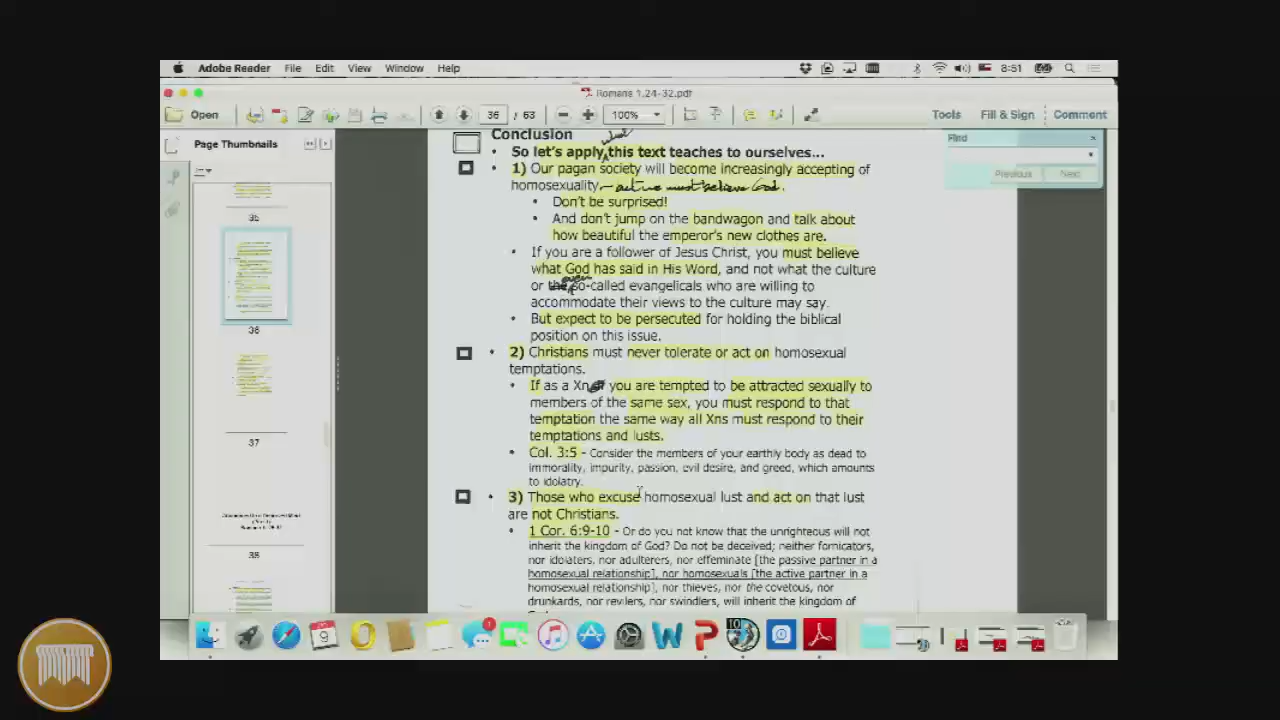 Adobe Reader File Edit View Window Help 8:51
Romans 1.24-32.pdf
Open 36 / 63 100% Tools Fill & Sign Comment
Page Thumbnails
Find
Previous Next
35
36
37
38
Conclusion
• So let's apply this text teaches to ourselves...
• 1) Our pagan society will become increasingly accepting of
homosexuality. – act we must believe God.
• Don't be surprised!
• And don't jump on the bandwagon and talk about
how beautiful the emperor's new clothes are.
• If you are a follower of Jesus Christ, you must believe
what God has said in His Word, and not what the culture
or the so-called evangelicals who are willing to
accommodate their views to the culture may say.
• But expect to be persecuted for holding the biblical
position on this issue.
• 2) Christians must never tolerate or act on homosexual
temptations.
• If as a Xn you are tempted to be attracted sexually to
members of the same sex, you must respond to that
temptation the same way all Xns must respond to their
temptations and lusts.
• Col. 3:5 - Consider the members of your earthly body as dead to
immorality, impurity, passion, evil desire, and greed, which amounts
to idolatry.
• 3) Those who excuse homosexual lust and act on that lust
are not Christians.
• 1 Cor. 6:9-10 - Or do you not know that the unrighteous will not
inherit the kingdom of God? Do not be deceived; neither fornicators,
nor idolaters, nor adulterers, nor effeminate [the passive partner in a
homosexual relationship], nor homosexuals [the active partner in a
homosexual relationship], nor thieves, nor the covetous, nor
drunkards, nor revilers, nor swindlers, will inherit the kingdom of